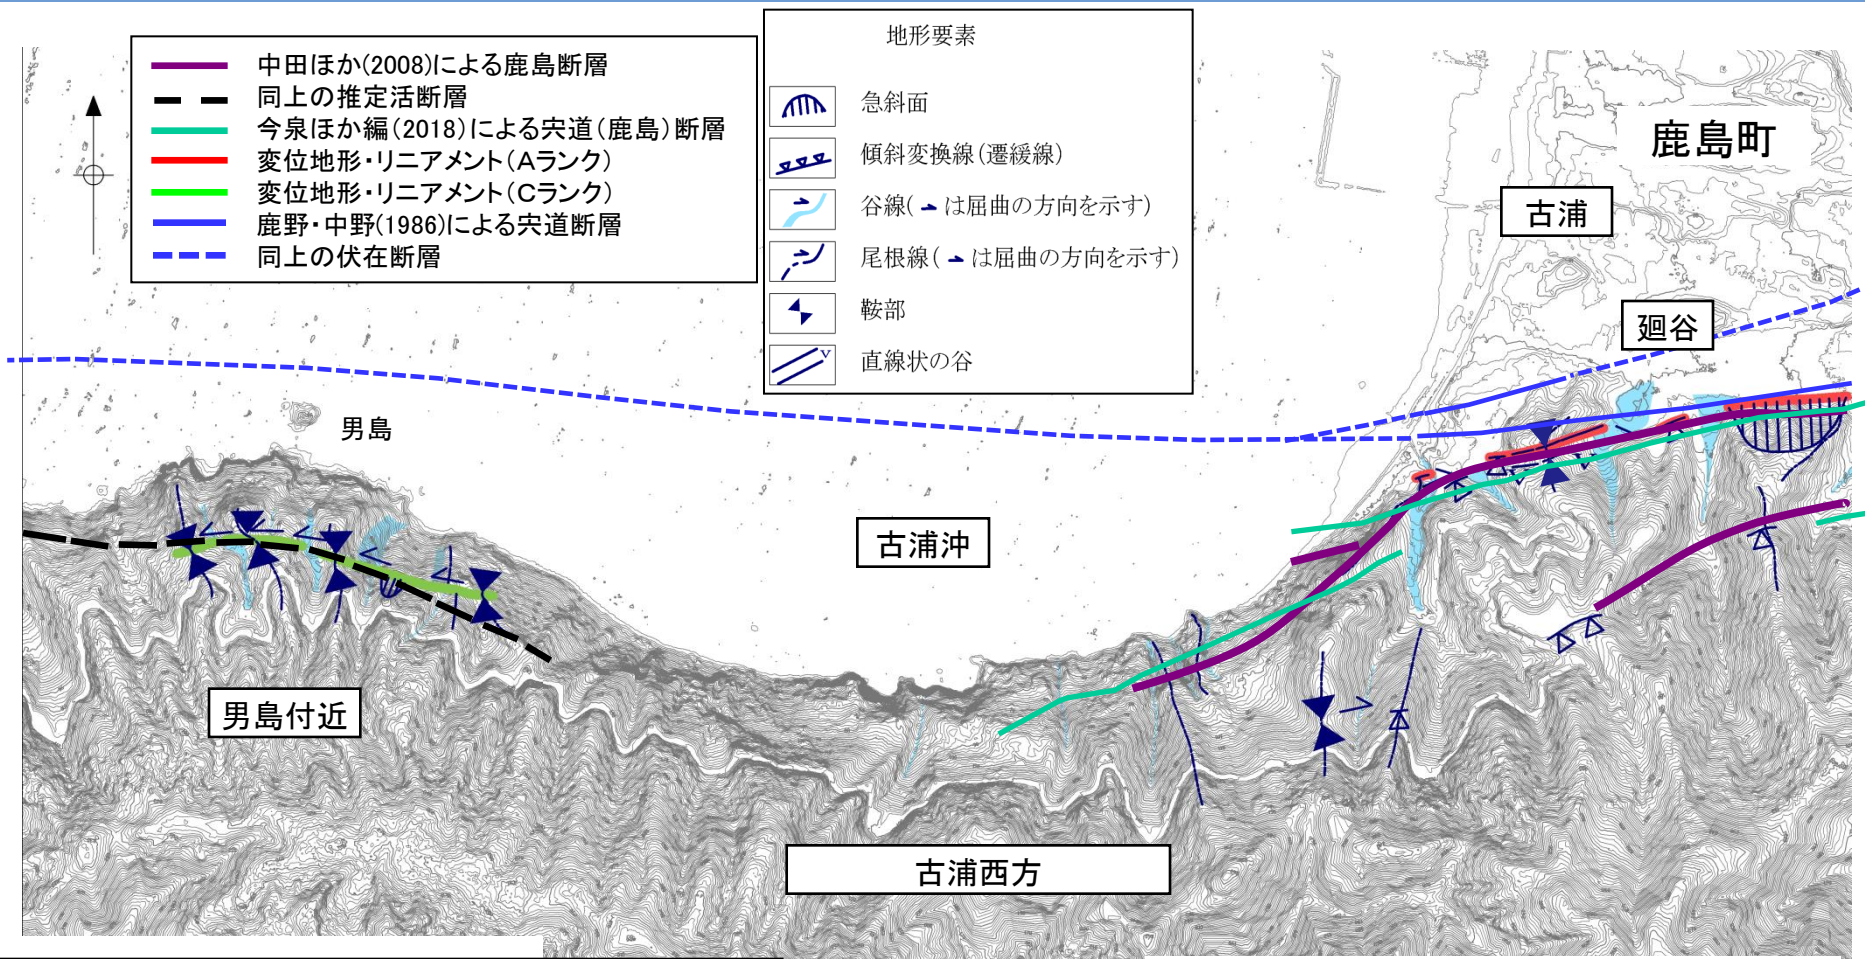 中田ほか(2008)による鹿島断層
同上の推定活断層
今泉ほか編(2018)による宍道(鹿島)断層
変位地形・リニアメント(Aランク)
変位地形・リニアメント(Cランク)
鹿野・中野(1986)による宍道断層
同上の伏在断層
地形要素
急斜面
傾斜変換線(遷緩線)
谷線( は屈曲の方向を示す)
尾根線( は屈曲の方向を示す)
鞍部
V
直線状の谷
鹿島町
古浦
廻谷
男島
古浦沖
男島付近
古浦西方